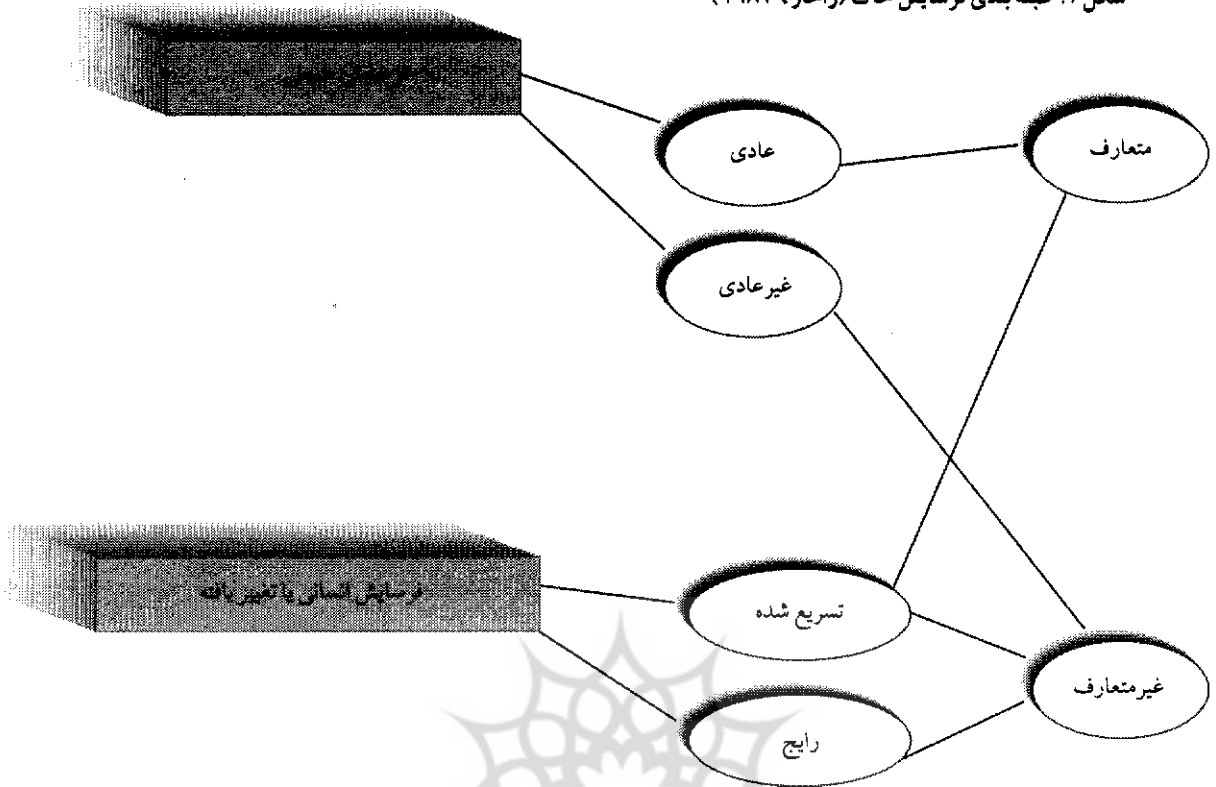 عادی
متعارف
غیرعادی
فرسایش انسانی یا تغییر یافته
تسریع شده
غیرمتعارف
رایج